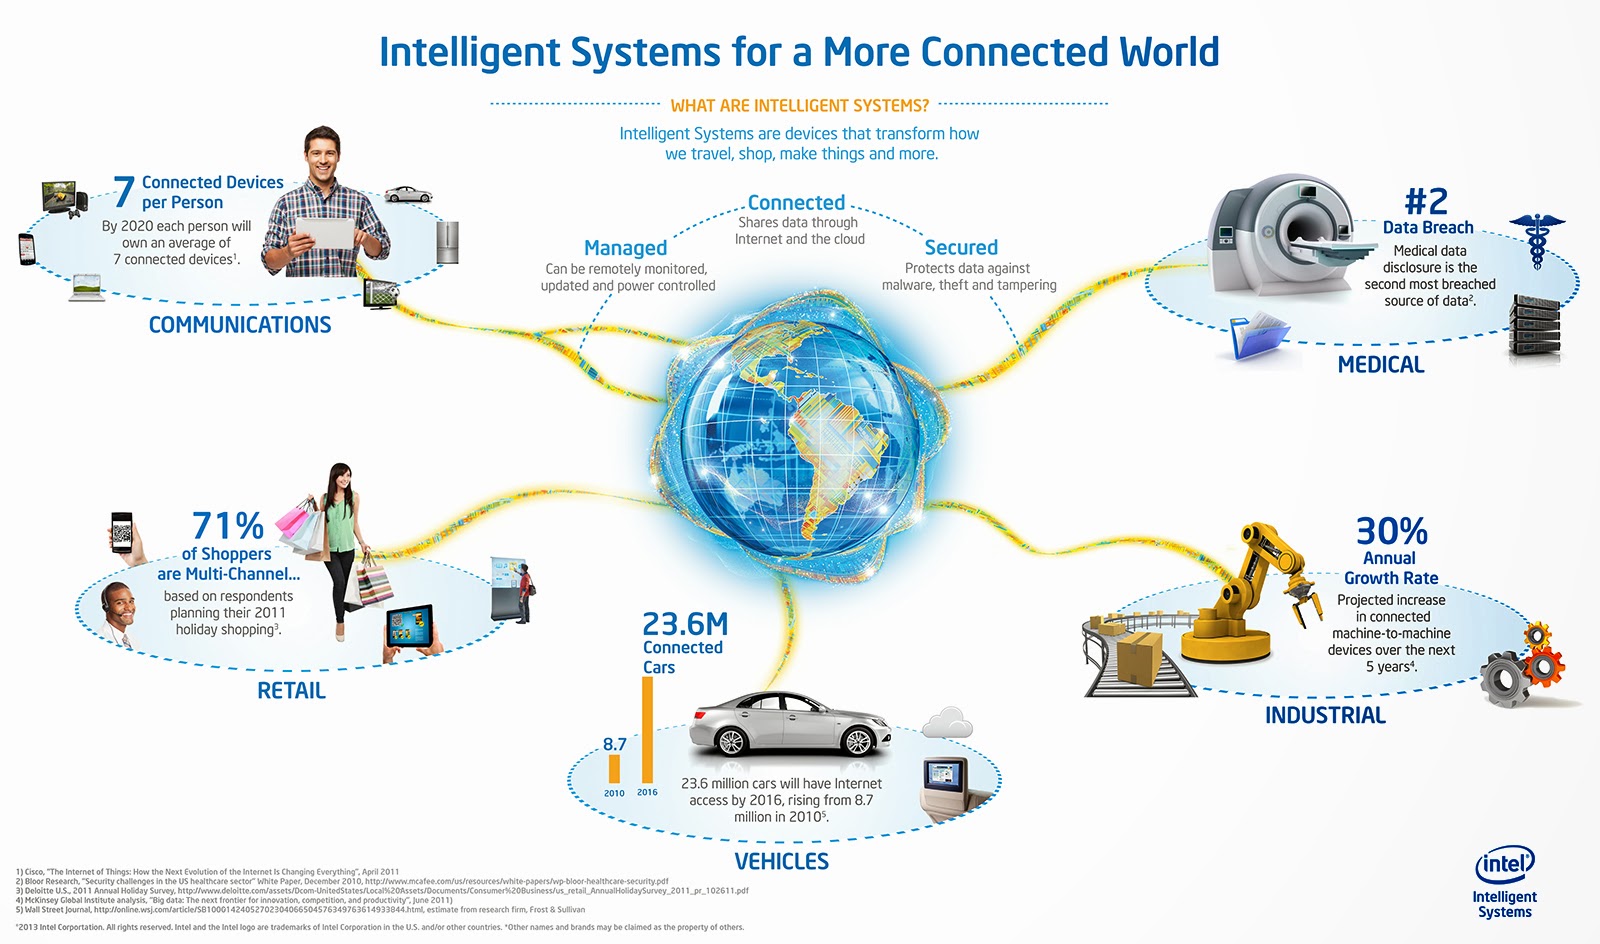 Intelligent Systems for a More Connected World
WHAT ARE INTELLIGENT SYSTEMS?
Intelligent Systems are devices that transform how
we travel, shop, make things and more.
Connected
Shares data through
Internet and the cloud
Managed
Can be remotely monitored,
updated and power controlled
Secured
Protects data against
malware, theft and tampering
7 Connected Devices
per Person
By 2020 each person will
own an average of
7 connected devices¹.
COMMUNICATIONS
#2
Data Breach
Medical data
disclosure is the
second most breached
source of data².
MEDICAL
71%
of Shoppers
are Multi-Channel...
based on respondents
planning their 2011
holiday shopping³.
RETAIL
30%
Annual
Growth Rate
Projected increase
in connected
machine-to-machine
devices over the next
5 years⁴.
INDUSTRIAL
23.6M
Connected
Cars
8.7
2010 2016
23.6 million cars will have Internet
access by 2016, rising from 8.7
million in 2010⁵.
VEHICLES
1) Cisco, "The Internet of Things: How the Next Evolution of the Internet Is Changing Everything", April 2011
2) Bloor Research, "Security challenges in the US healthcare sector" White Paper, December 2010, http://www.mcafee.com/us/resources/white-papers/wp-bloor-healthcare-security.pdf
3) Deloitte U.S., 2011 Annual Holiday Survey, http://www.deloitte.com/assets/Dcom-UnitedStates/Local%20Assets/Documents/Consumer%20Business/us_retail_AnnualHolidaySurvey_2011_pr_102611.pdf
4) McKinsey Global Institute analysis, "Big data: The next frontier for innovation, competition, and productivity", June 2011)
5) Wall Street Journal, http://online.wsj.com/article/SB10001424052702304066504576349763614933844.html, estimate from research firm, Frost & Sullivan
°2013 Intel Corportation. All rights reserved. Intel and the Intel logo are trademarks of Intel Corporation in the U.S. and/or other countries. *Other names and brands may be claimed as the property of others.
intel
Intelligent
Systems